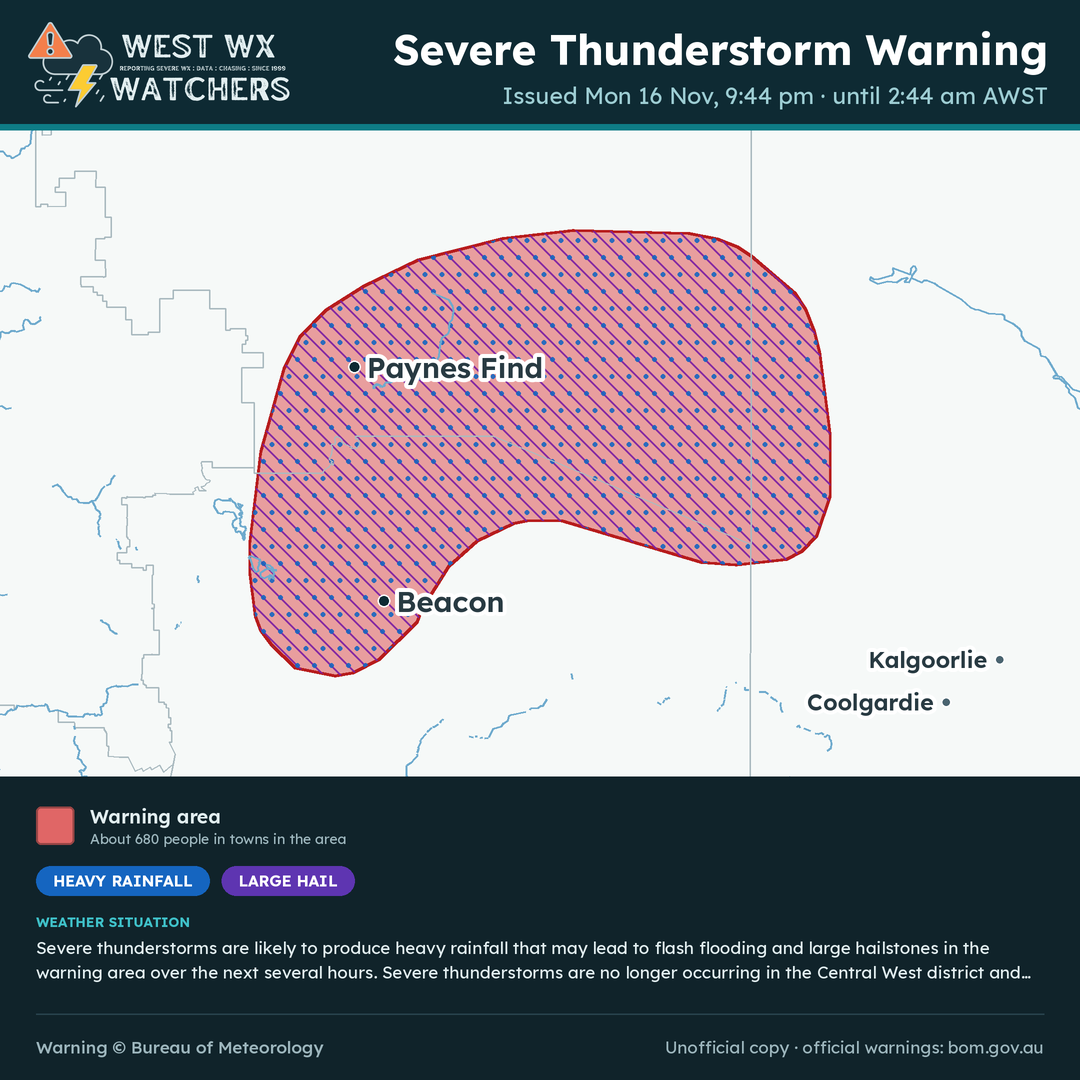 WEST WX
REPORTING SEVERE WX : DATA : CHASING : SINCE 1999
WATCHERS
Severe Thunderstorm Warning
Issued Mon 16 Nov, 9:44 pm · until 2:44 am AWST
Paynes Find
Beacon
Kalgoorlie
Coolgardie
Warning area
About 680 people in towns in the area
HEAVY RAINFALL
LARGE HAIL
WEATHER SITUATION
Severe thunderstorms are likely to produce heavy rainfall that may lead to flash flooding and large hailstones in the
warning area over the next several hours. Severe thunderstorms are no longer occurring in the Central West district and…
Warning © Bureau of Meteorology
Unofficial copy · official warnings: bom.gov.au